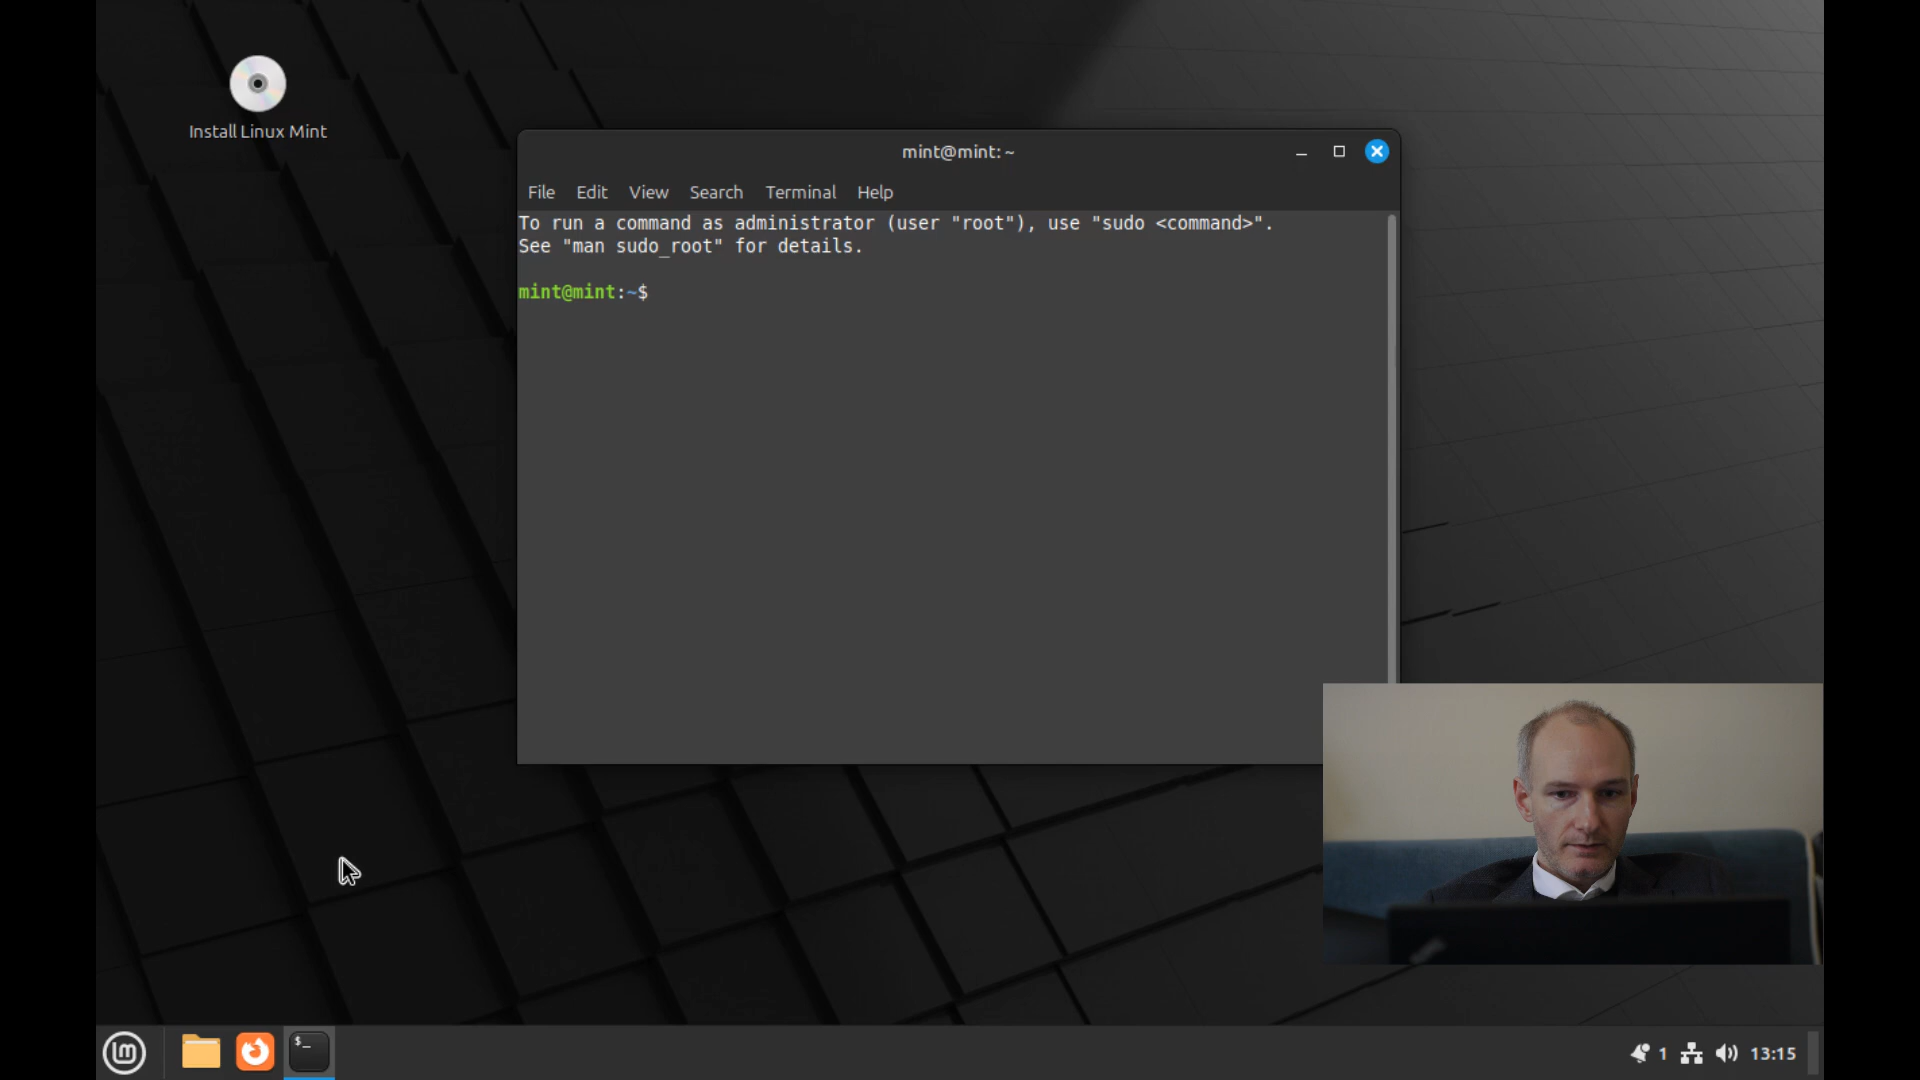 Install Linux Mint
mint@mint: ~
File Edit View Search Terminal Help
To run a command as administrator (user "root"), use "sudo <command>".
See "man sudo_root" for details.
mint@mint:~$
$_
1 13:15